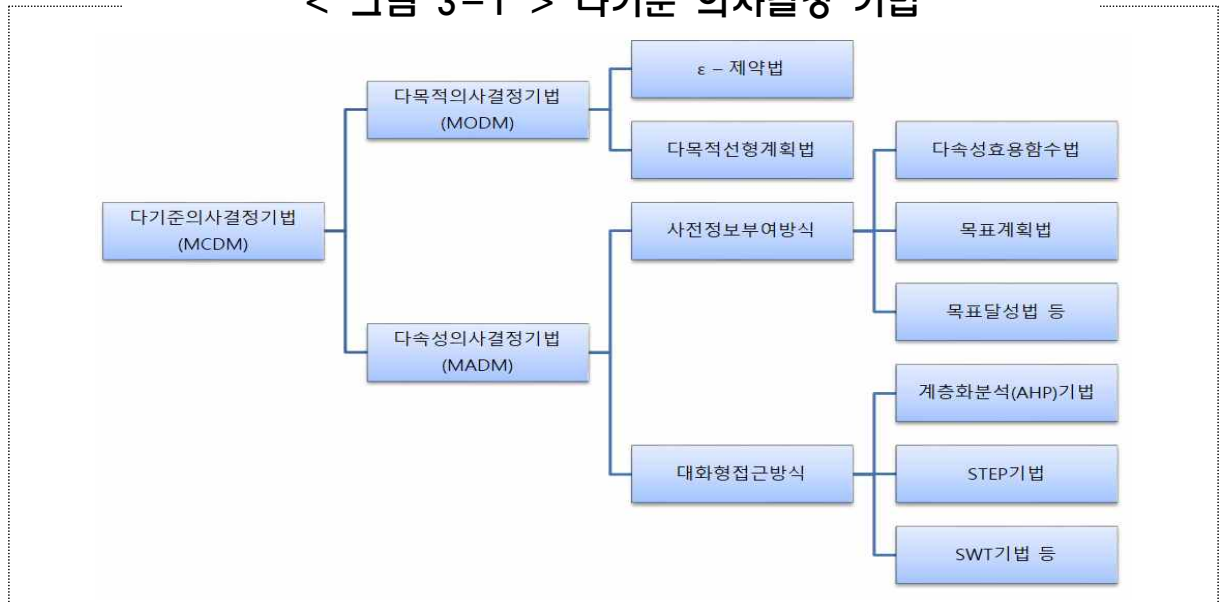 < 그림 3-1 > 다기준 의사결정 기법
ε – 제약법
다목적의사결정기법
(MODM)
다목적선형계획법
다속성효용함수법
다기준의사결정기법
(MCDM)
사전정보부여방식
목표계획법
목표달성법 등
다속성의사결정기법
(MADM)
계층화분석(AHP)기법
대화형접근방식
STEP기법
SWT기법 등